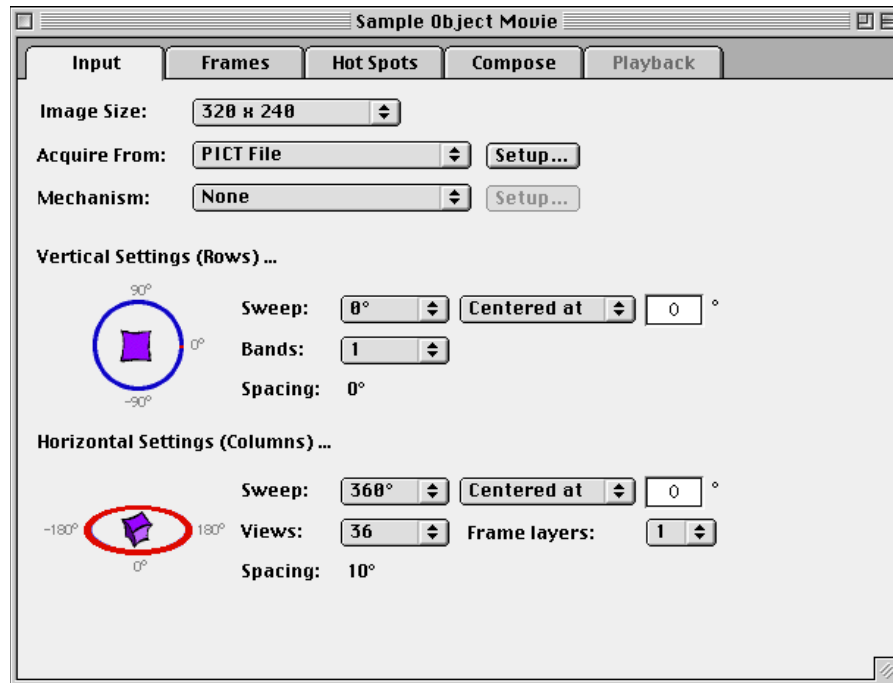 Sample Object Movie
Input Frames Hot Spots Compose Playback
Image Size: 320 x 240
Acquire From: PICT File Setup...
Mechanism: None Setup...
Vertical Settings (Rows) ...
90°
Sweep: 0° Centered at 0 °
0°
Bands: 1
Spacing: 0°
-90°
Horizontal Settings (Columns) ...
Sweep: 360° Centered at 0 °
-180° 180° Views: 36 Frame layers: 1
0°
Spacing: 10°